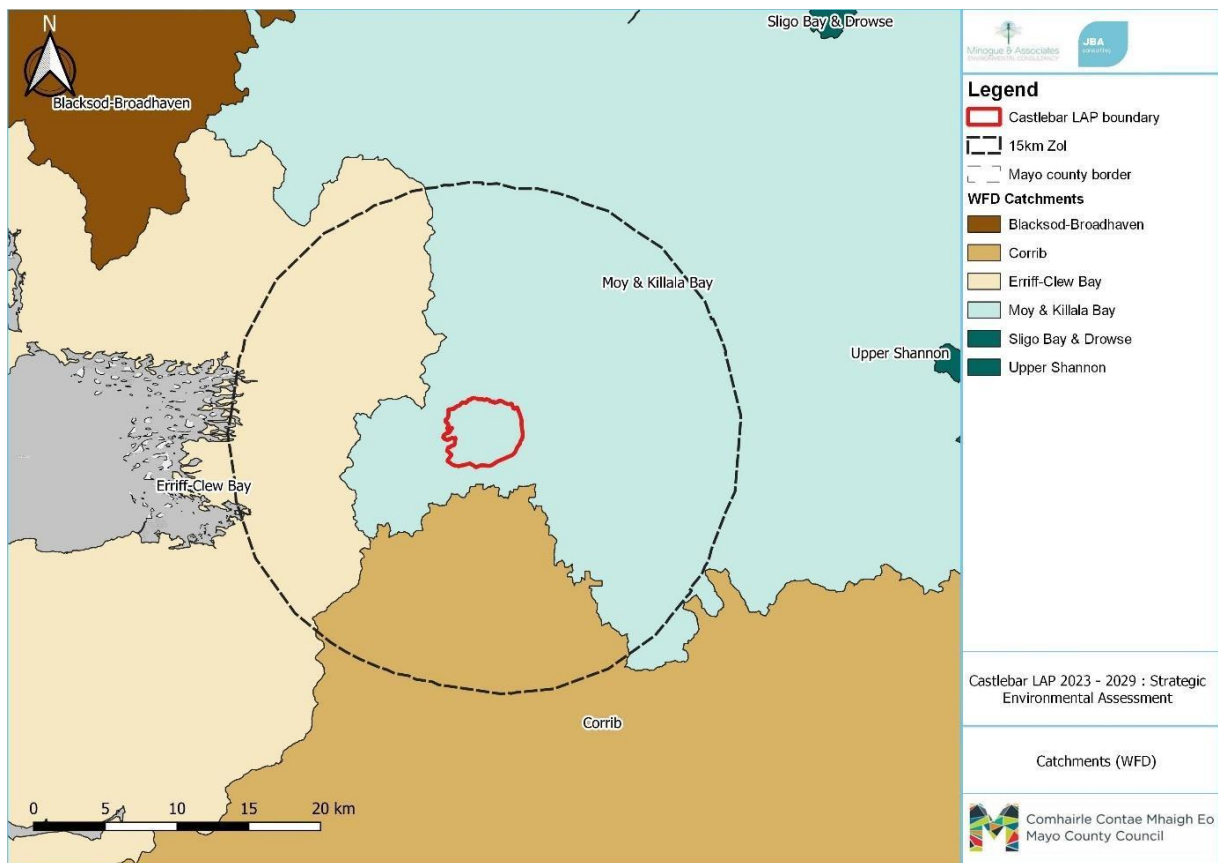 N
Sligo Bay & Drowse
Blacksod-Broadhaven
Moy & Killala Bay
Upper Shannon
Erriff-Clew Bay
Corrib
0 5 10 15 20 km
Minogue & Associates
ENVIRONMENTAL CONSULTANCY
JBA
consulting
Legend
Castlebar LAP boundary
15km ZoI
Mayo county border
WFD Catchments
Blacksod-Broadhaven
Corrib
Erriff-Clew Bay
Moy & Killala Bay
Sligo Bay & Drowse
Upper Shannon
Castlebar LAP 2023 - 2029 : Strategic
Environmental Assessment
Catchments (WFD)
Comhairle Contae Mhaigh Eo
Mayo County Council